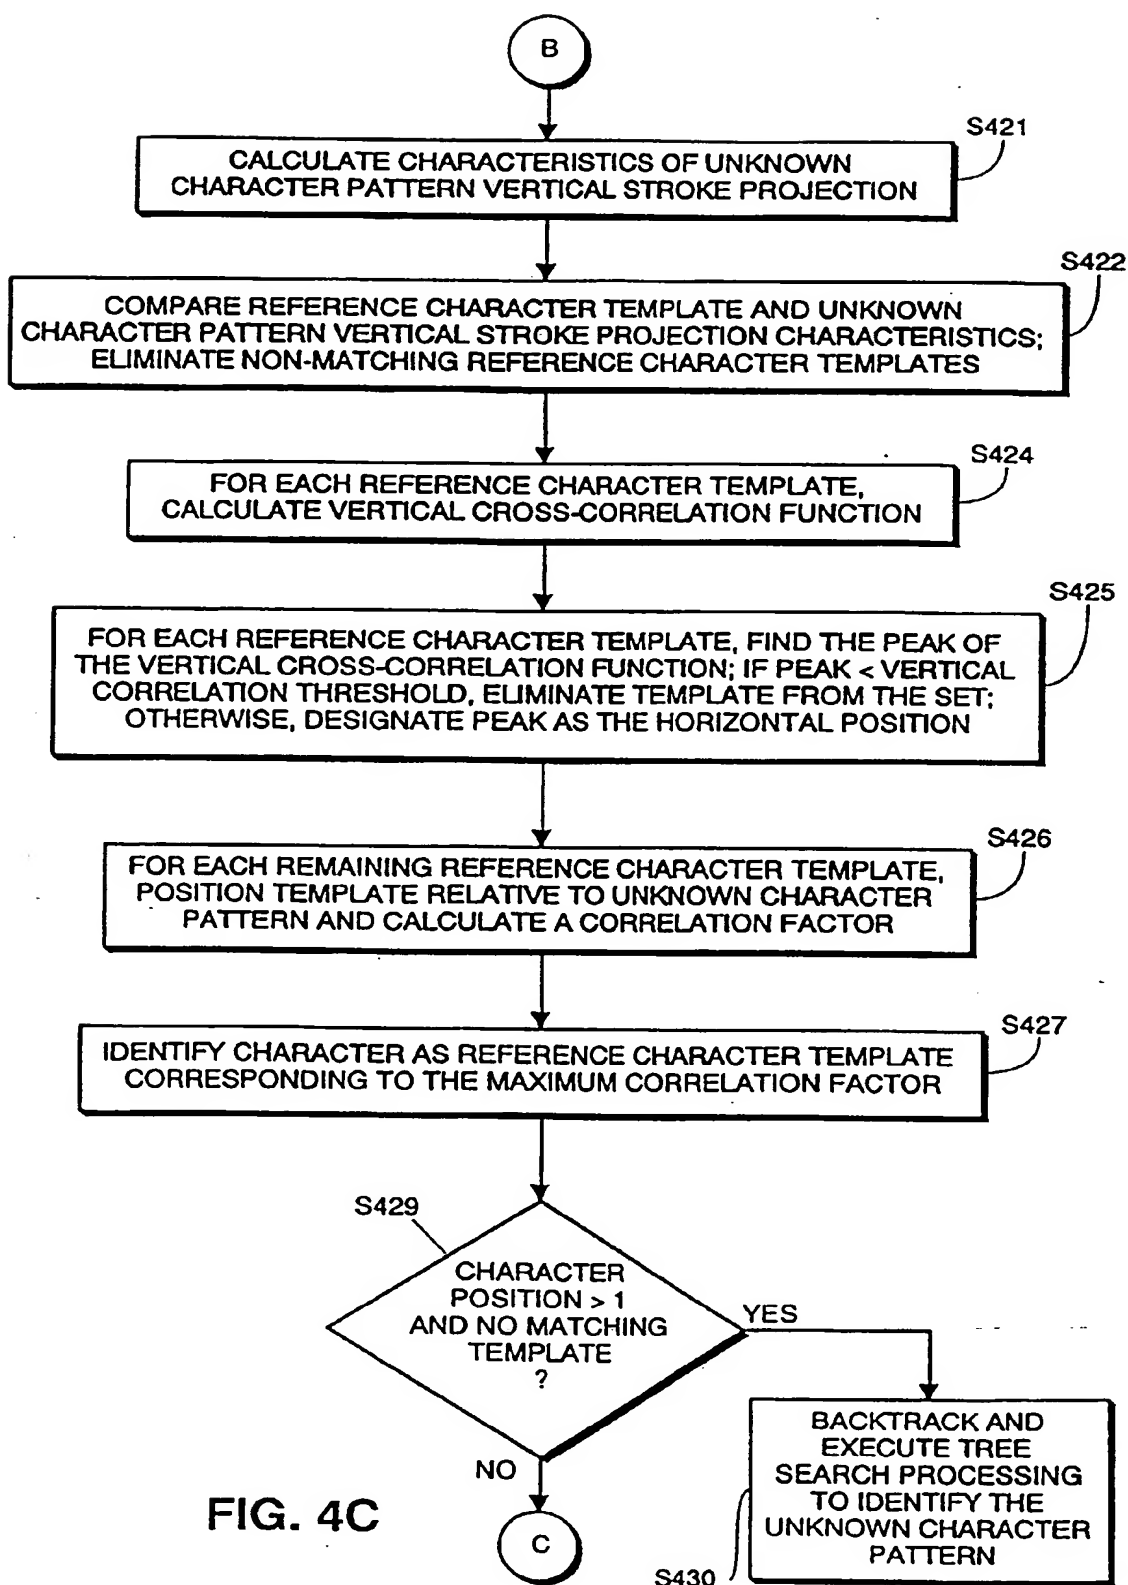 B
S421
CALCULATE CHARACTERISTICS OF UNKNOWN
CHARACTER PATTERN VERTICAL STROKE PROJECTION
S422
COMPARE REFERENCE CHARACTER TEMPLATE AND UNKNOWN
CHARACTER PATTERN VERTICAL STROKE PROJECTION CHARACTERISTICS;
ELIMINATE NON-MATCHING REFERENCE CHARACTER TEMPLATES
S424
FOR EACH REFERENCE CHARACTER TEMPLATE,
CALCULATE VERTICAL CROSS-CORRELATION FUNCTION
S425
FOR EACH REFERENCE CHARACTER TEMPLATE, FIND THE PEAK OF
THE VERTICAL CROSS-CORRELATION FUNCTION; IF PEAK < VERTICAL
CORRELATION THRESHOLD, ELIMINATE TEMPLATE FROM THE SET;
OTHERWISE, DESIGNATE PEAK AS THE HORIZONTAL POSITION
S426
FOR EACH REMAINING REFERENCE CHARACTER TEMPLATE,
POSITION TEMPLATE RELATIVE TO UNKNOWN CHARACTER
PATTERN AND CALCULATE A CORRELATION FACTOR
S427
IDENTIFY CHARACTER AS REFERENCE CHARACTER TEMPLATE
CORRESPONDING TO THE MAXIMUM CORRELATION FACTOR
S429
CHARACTER
POSITION > 1
AND NO MATCHING
TEMPLATE
?
YES
NO
BACKTRACK AND
EXECUTE TREE
SEARCH PROCESSING
TO IDENTIFY THE
UNKNOWN CHARACTER
PATTERN
S430
C
FIG. 4C